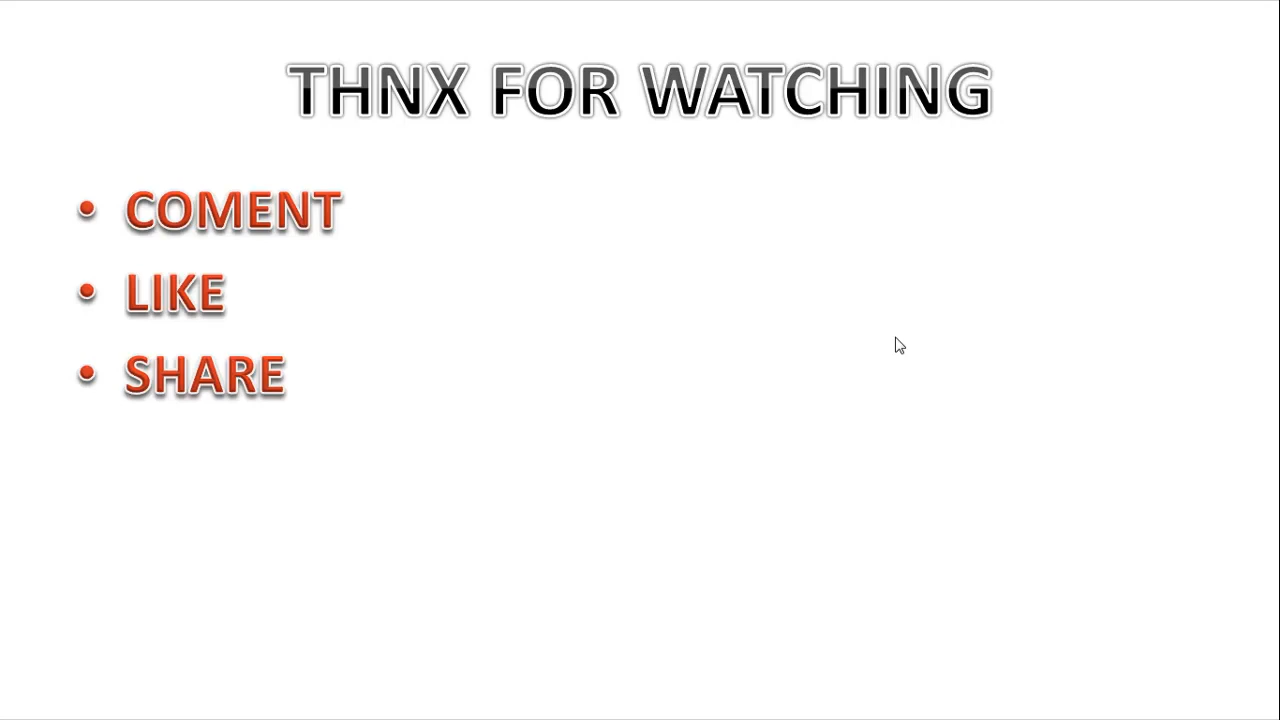 THNX FOR WATCHING
• COMENT
• LIKE
• SHARE